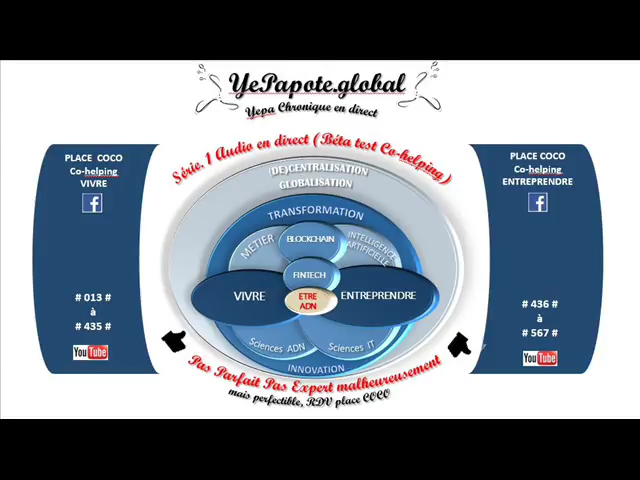 YePapote.global
Yepa Chronique en direct
Série. 1 Audio en direct (Béta test Co-helping)
PLACE COCO
Co-helping
VIVRE
f
# 013 #
à
# 435 #
YouTube
(DE)CENTRALISATION
GLOBALISATION
TRANSFORMATION
METIER
BLOCKCHAIN
INTELLIGENCE
ARTIFICIELLE
FINTECH
VIVRE
ETRE
ADN
ENTREPRENDRE
Sciences ADN
Sciences IT
INNOVATION
PLACE COCO
Co-helping
ENTREPRENDRE
f
# 436 #
à
# 567 #
YouTube
Pas Parfait Pas Expert malheureusement
mais perfectible, RDV place COCO